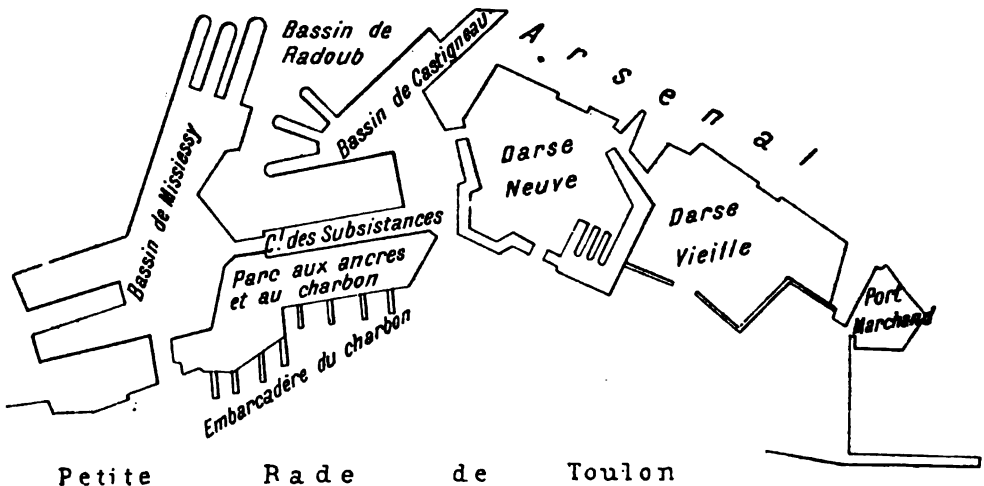 Bassin de
Radoub
Arsenal
Bassin de Castigneau
Bassin de Missiessy
Darse
Neuve
Darse
Vieille
C.l des Subsistances
Parc aux ancres
et au charbon
Port
Marchand
Embarcadère du charbon
Petite Rade de Toulon